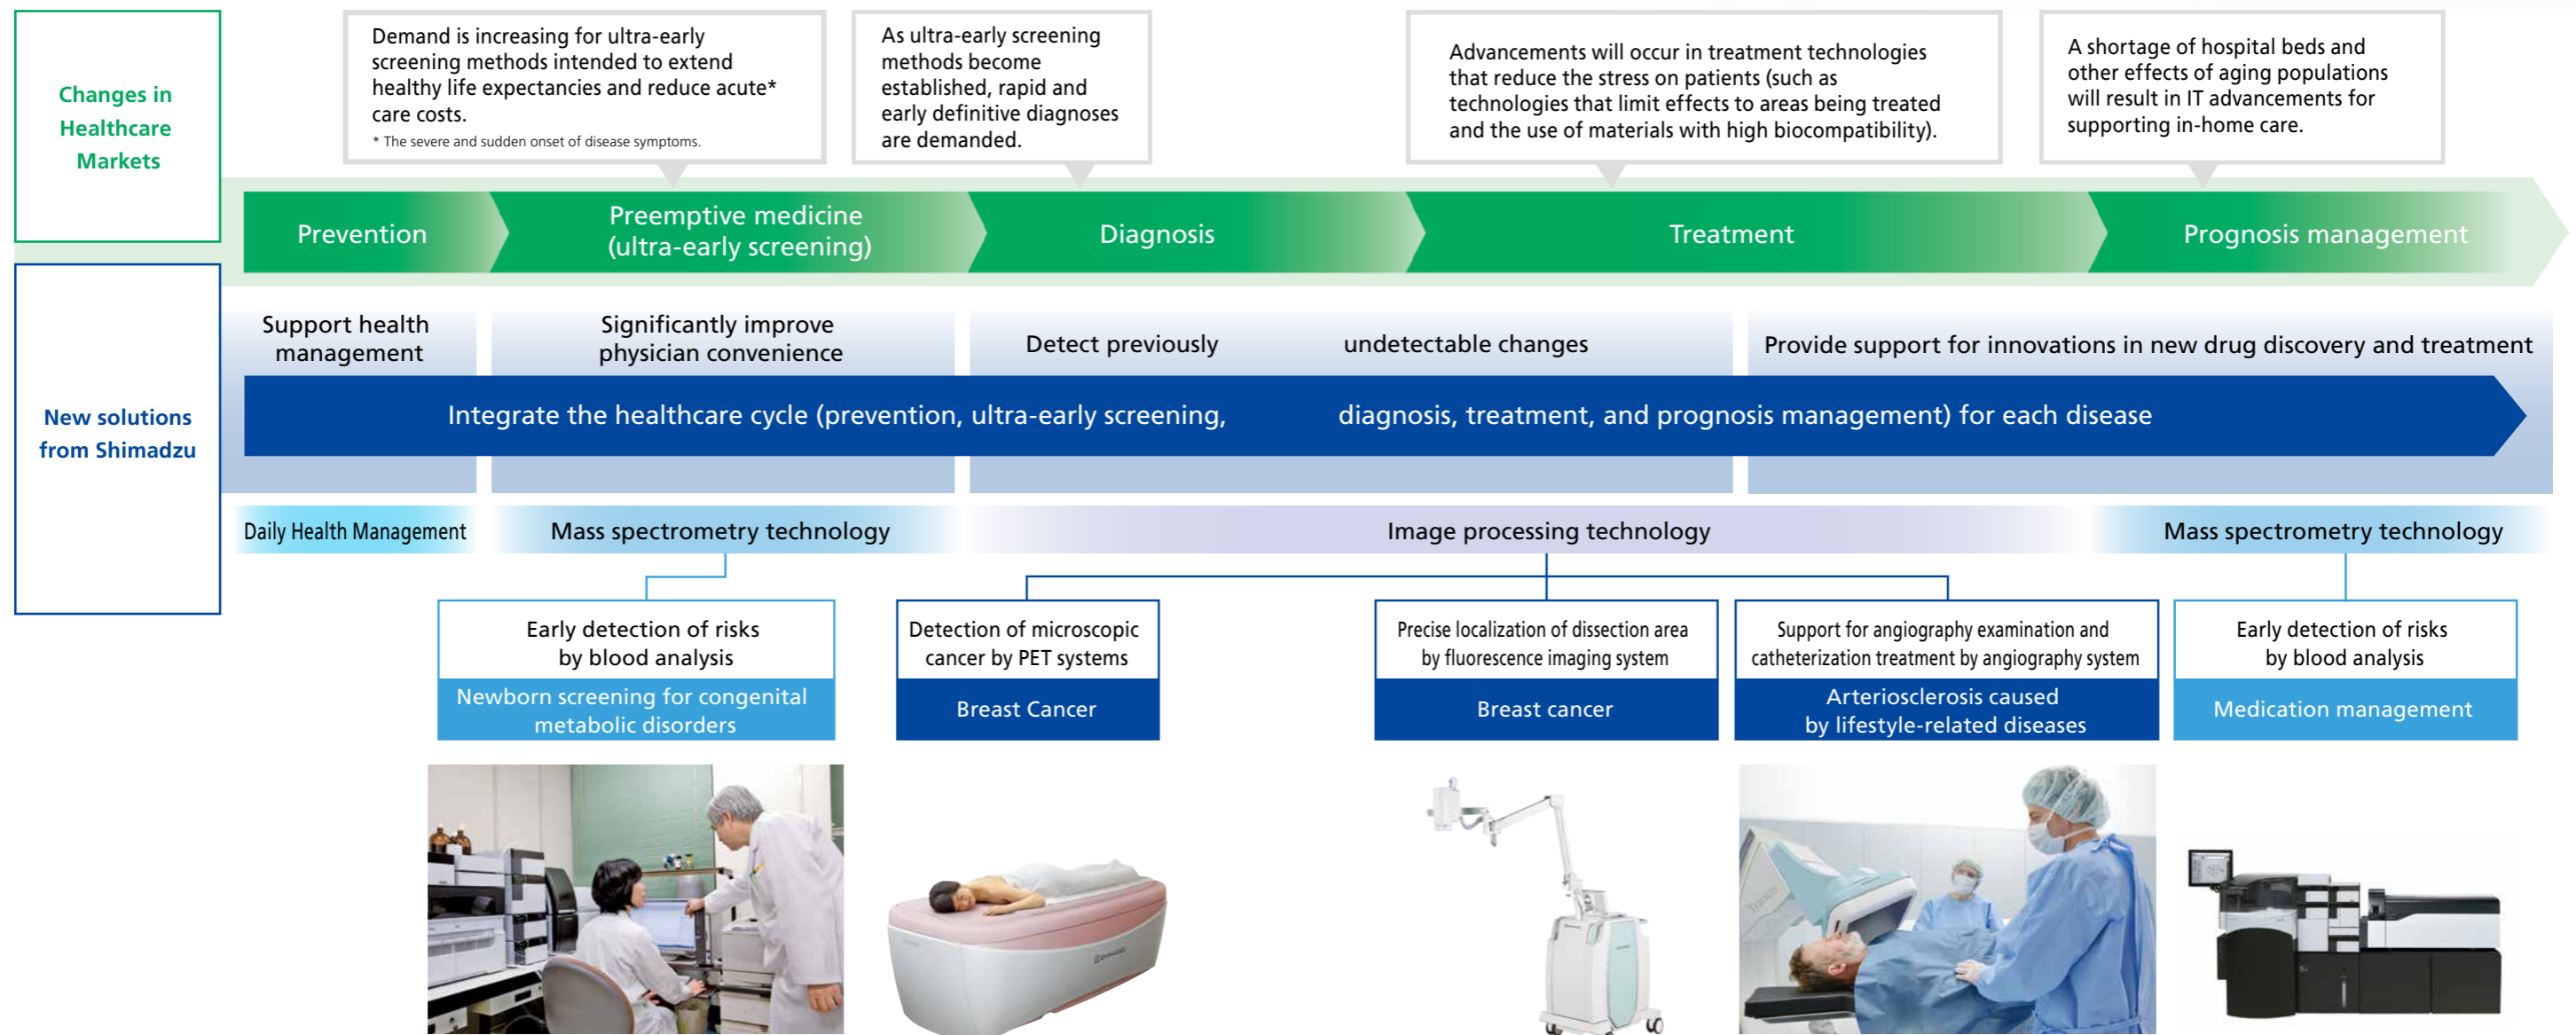 Changes in
Healthcare
Markets
Demand is increasing for ultra-early
screening methods intended to extend
healthy life expectancies and reduce acute*
care costs.
* The severe and sudden onset of disease symptoms.
As ultra-early screening
methods become
established, rapid and
early definitive diagnoses
are demanded.
Advancements will occur in treatment technologies
that reduce the stress on patients (such as
technologies that limit effects to areas being treated
and the use of materials with high biocompatibility).
A shortage of hospital beds and
other effects of aging populations
will result in IT advancements for
supporting in-home care.
Prevention
Preemptive medicine
(ultra-early screening)
Diagnosis
Treatment
Prognosis management
New solutions
from Shimadzu
Support health
management
Significantly improve
physician convenience
Detect previously undetectable changes
Provide support for innovations in new drug discovery and treatment
Integrate the healthcare cycle (prevention, ultra-early screening, diagnosis, treatment, and prognosis management) for each disease
Daily Health Management
Mass spectrometry technology
Image processing technology
Mass spectrometry technology
Early detection of risks
by blood analysis
Newborn screening for congenital
metabolic disorders
Detection of microscopic
cancer by PET systems
Breast Cancer
Precise localization of dissection area
by fluorescence imaging system
Breast cancer
Support for angiography examination and
catheterization treatment by angiography system
Arteriosclerosis caused
by lifestyle-related diseases
Early detection of risks
by blood analysis
Medication management